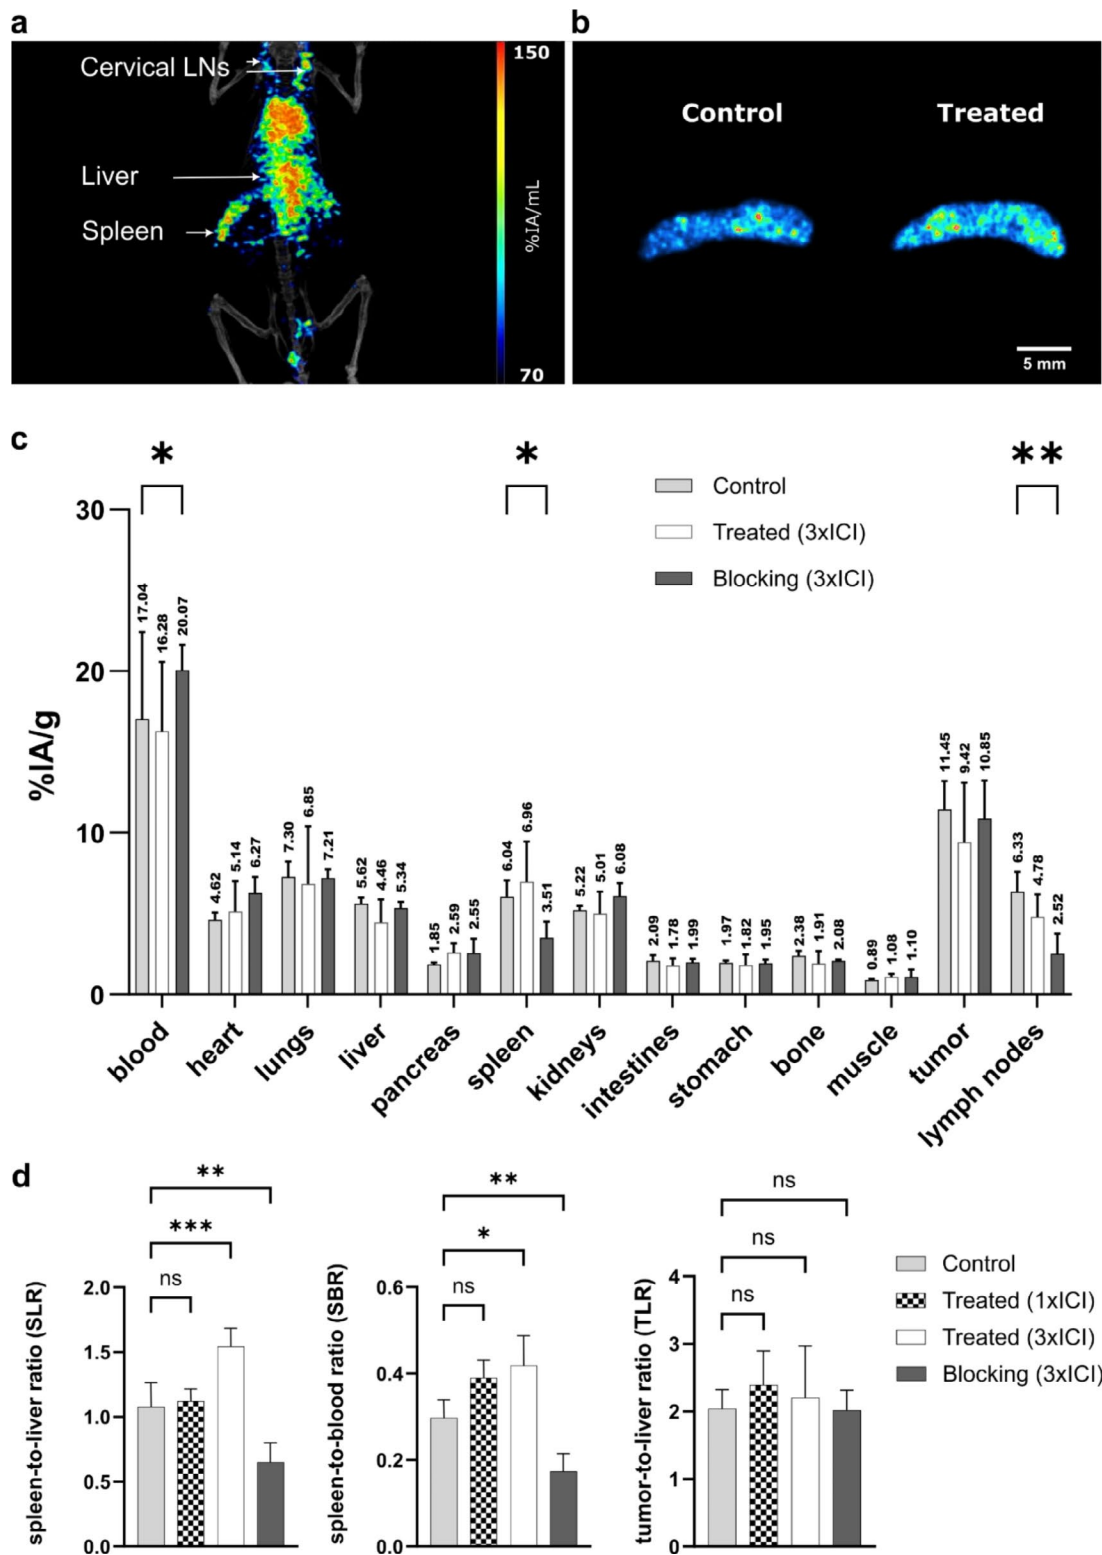 a
Cervical LNs
Liver
Spleen
150
%IA/mL
70
b
Control
Treated
5 mm
c
*
*
**
Control
Treated (3xICI)
Blocking (3xICI)
%IA/g
30
20
10
0
17.04
16.28
20.07
4.62
5.14
6.27
7.30
6.85
7.21
5.62
4.46
5.34
1.85
2.59
2.55
6.04
6.96
3.51
5.22
5.01
6.08
2.09
1.78
1.99
1.97
1.82
1.95
2.38
1.91
2.08
0.89
1.08
1.10
11.45
9.42
10.85
6.33
4.78
2.52
blood
heart
lungs
liver
pancreas
spleen
kidneys
intestines
stomach
bone
muscle
tumor
lymph nodes
d
spleen-to-liver ratio (SLR)
2.0
1.5
1.0
0.5
0.0
**
***
ns
spleen-to-blood ratio (SBR)
0.6
0.4
0.2
0.0
**
*
ns
tumor-to-liver ratio (TLR)
4
3
2
1
0
ns
ns
ns
Control
Treated (1xICI)
Treated (3xICI)
Blocking (3xICI)